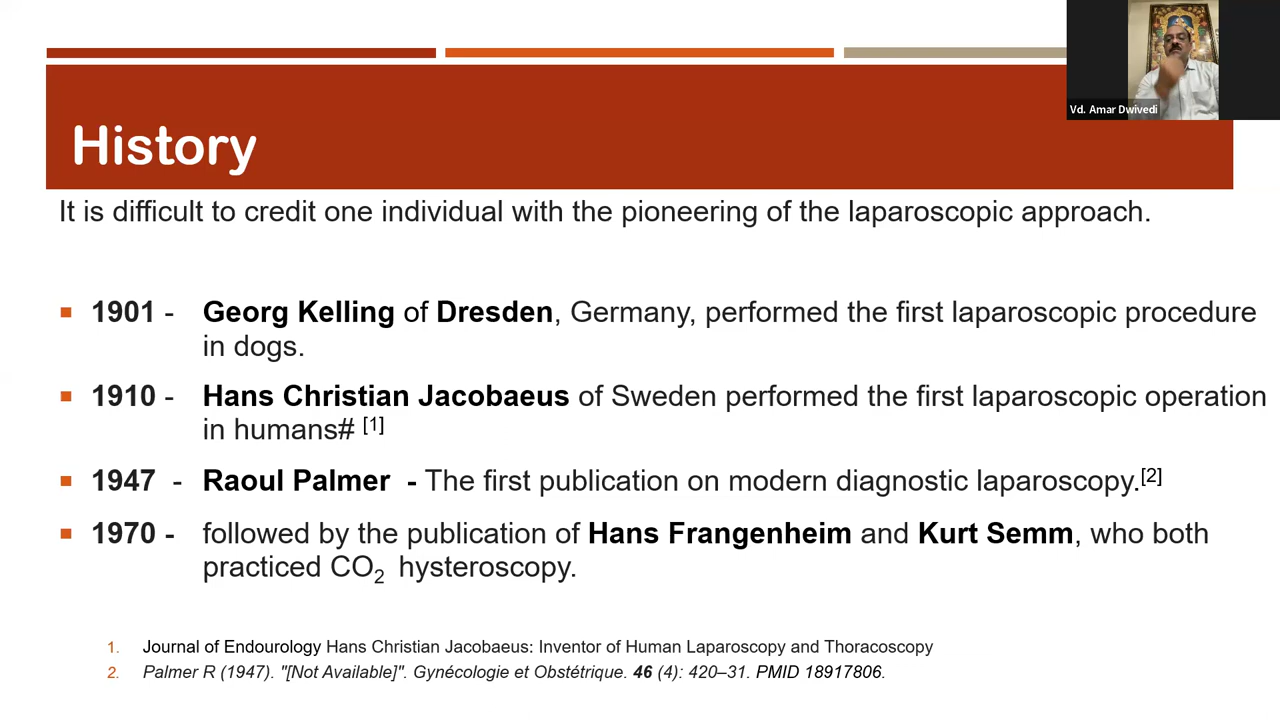 Vd. Amar Dwivedi
History
It is difficult to credit one individual with the pioneering of the laparoscopic approach.
■ 1901 - Georg Kelling of Dresden, Germany, performed the first laparoscopic procedure
in dogs.
■ 1910 - Hans Christian Jacobaeus of Sweden performed the first laparoscopic operation
in humans# [1]
■ 1947 - Raoul Palmer - The first publication on modern diagnostic laparoscopy.[2]
■ 1970 - followed by the publication of Hans Frangenheim and Kurt Semm, who both
practiced CO2 hysteroscopy.
1. Journal of Endourology Hans Christian Jacobaeus: Inventor of Human Laparoscopy and Thoracoscopy
2. Palmer R (1947). "[Not Available]". Gynécologie et Obstétrique. 46 (4): 420–31. PMID 18917806.